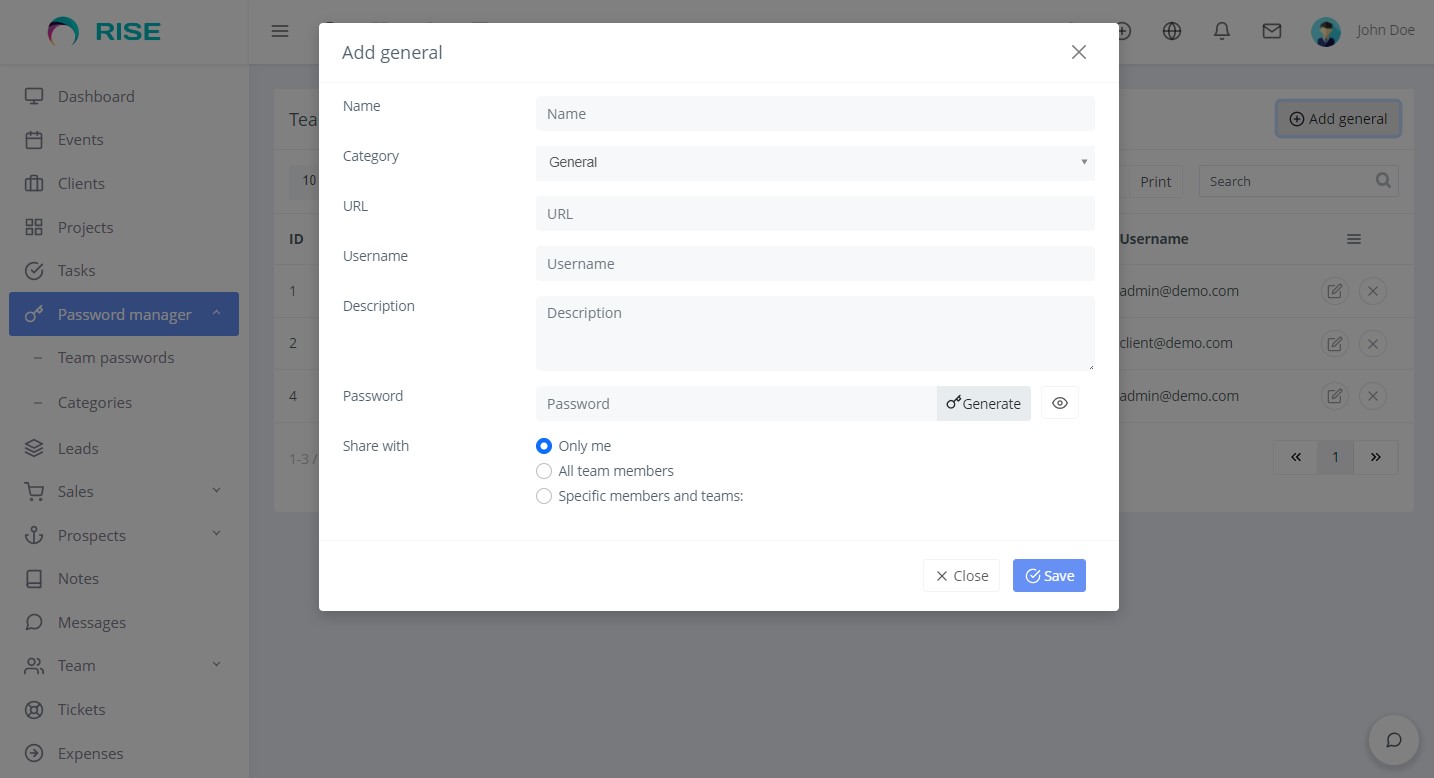 RISE
John Doe
Dashboard
Events
Clients
Projects
Tasks
Password manager
Team passwords
Categories
Leads
Sales
Prospects
Notes
Messages
Team
Tickets
Expenses
Add general
Name
Name
Category
General
URL
URL
Username
Username
Description
Description
Password
Password
Generate
Share with
Only me
All team members
Specific members and teams:
Close
Save
Tea
Add general
10
Print
Search
ID
Username
1
admin@demo.com
2
client@demo.com
4
admin@demo.com
1-3 /
« 1 »